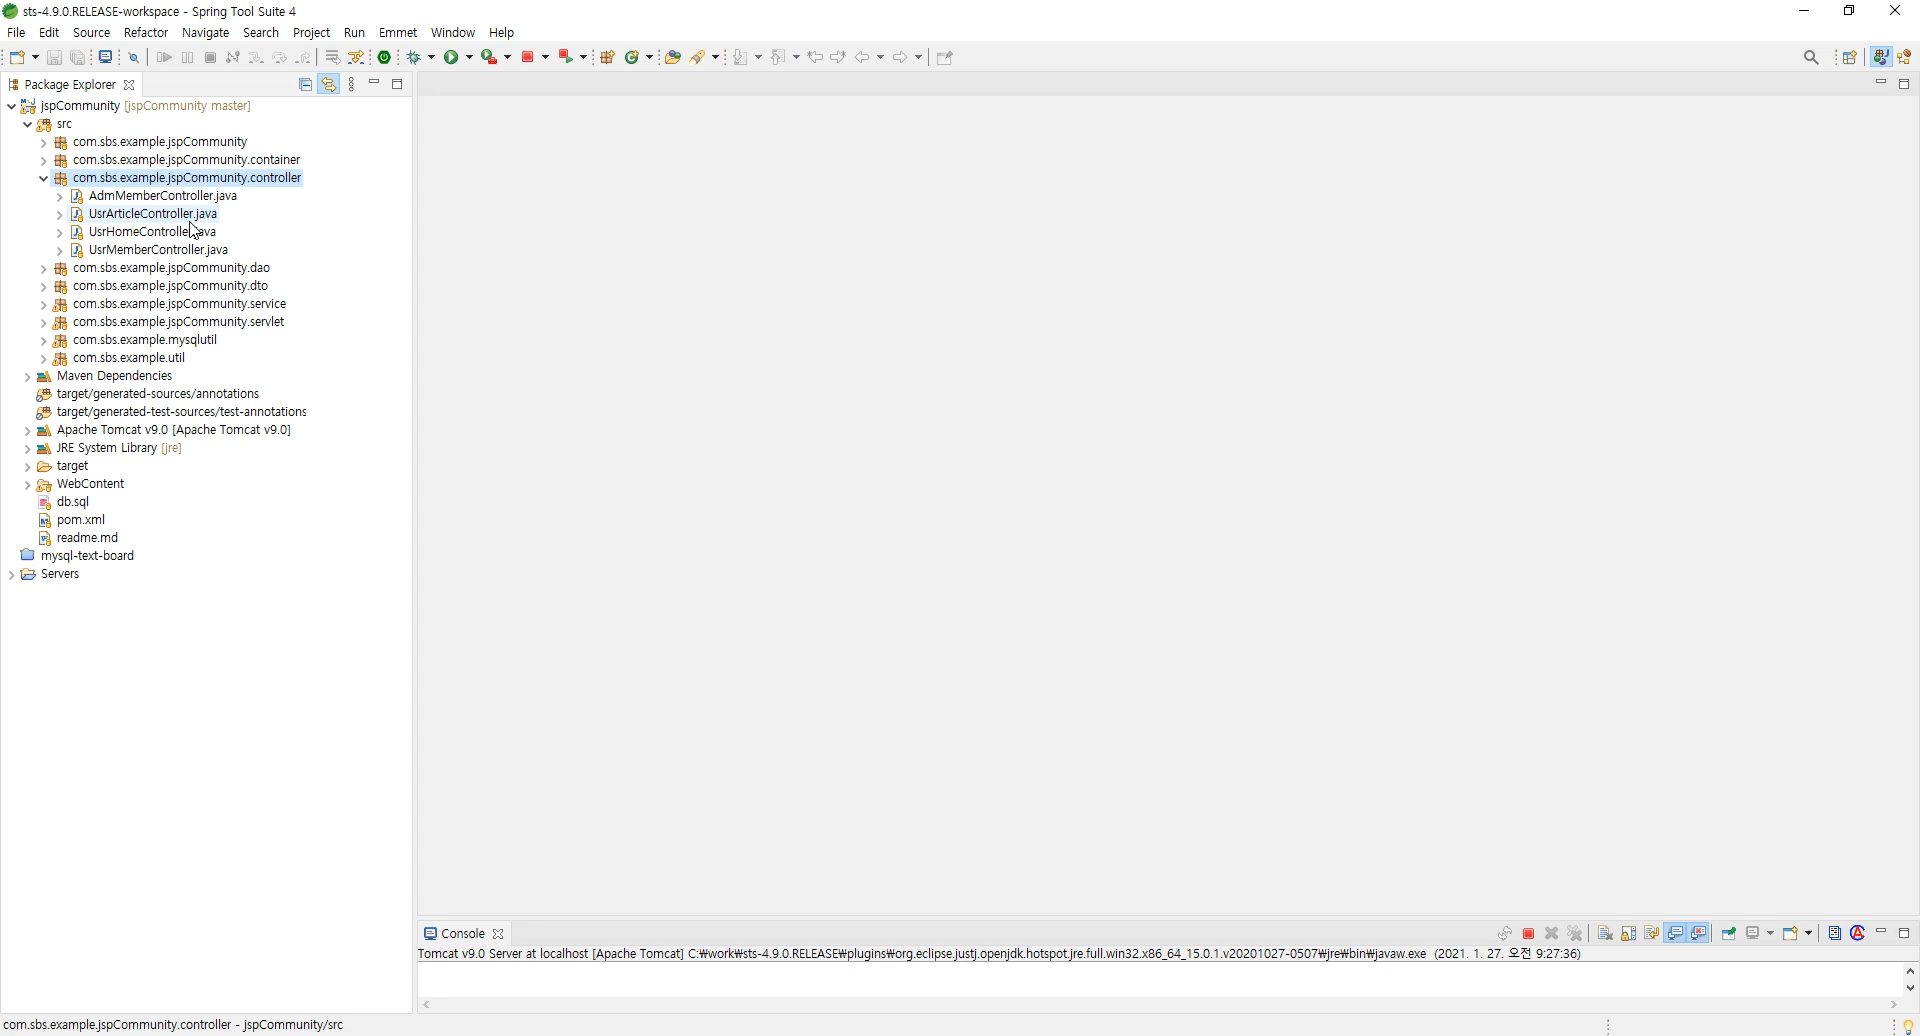 sts-4.9.0.RELEASE-workspace - Spring Tool Suite 4
File Edit Source Refactor Navigate Search Project Run Emmet Window Help
Package Explorer
jspCommunity [jspCommunity master]
src
com.sbs.example.jspCommunity
com.sbs.example.jspCommunity.container
com.sbs.example.jspCommunity.controller
AdmMemberController.java
UsrArticleController.java
UsrHomeController.java
UsrMemberController.java
com.sbs.example.jspCommunity.dao
com.sbs.example.jspCommunity.dto
com.sbs.example.jspCommunity.service
com.sbs.example.jspCommunity.servlet
com.sbs.example.mysqlutil
com.sbs.example.util
Maven Dependencies
target/generated-sources/annotations
target/generated-test-sources/test-annotations
Apache Tomcat v9.0 [Apache Tomcat v9.0]
JRE System Library [jre]
target
WebContent
db.sql
pom.xml
readme.md
mysql-text-board
Servers
Console
Tomcat v9.0 Server at localhost [Apache Tomcat] C:₩work₩sts-4.9.0.RELEASE₩plugins₩org.eclipse.justj.openjdk.hotspot.jre.full.win32.x86_64_15.0.1.v20201027-0507₩jre₩bin₩javaw.exe (2021. 1. 27. 오전 9:27:36)
com.sbs.example.jspCommunity.controller - jspCommunity/src